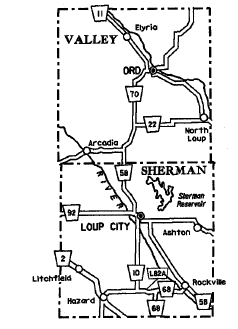 11
Elyria
VALLEY
ORD
70
22
North
Loup
Arcadia
58
SHERMAN
RIVER
Sherman
Reservoir
92
LOUP CITY
Ashton
2
Litchfield
10
L82A
Rockville
68
Hazard
68
58